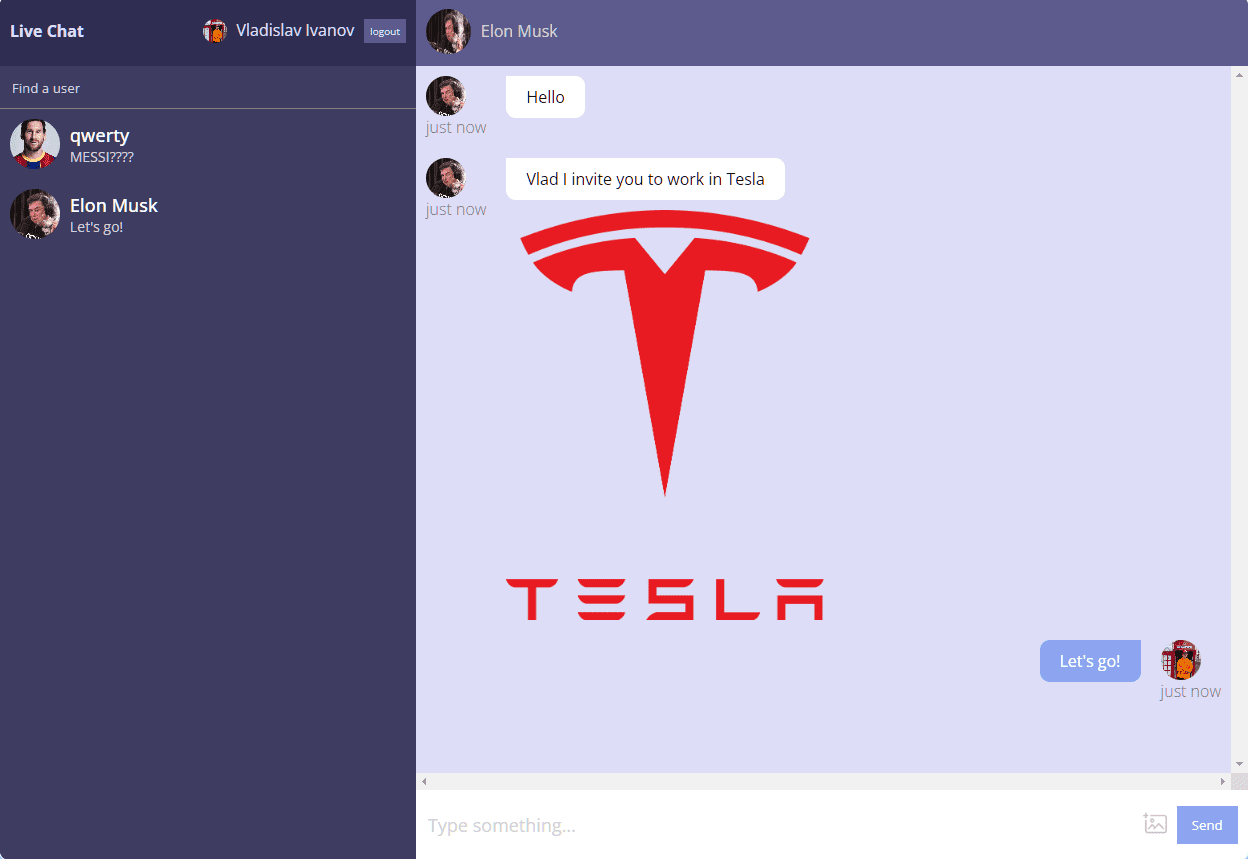 Live Chat
Vladislav Ivanov
logout
Find a user
qwerty
MESSI????
Elon Musk
Let's go!
Elon Musk
Hello
just now
Vlad I invite you to work in Tesla
just now
TESLA
Let's go!
just now
Type something...
Send